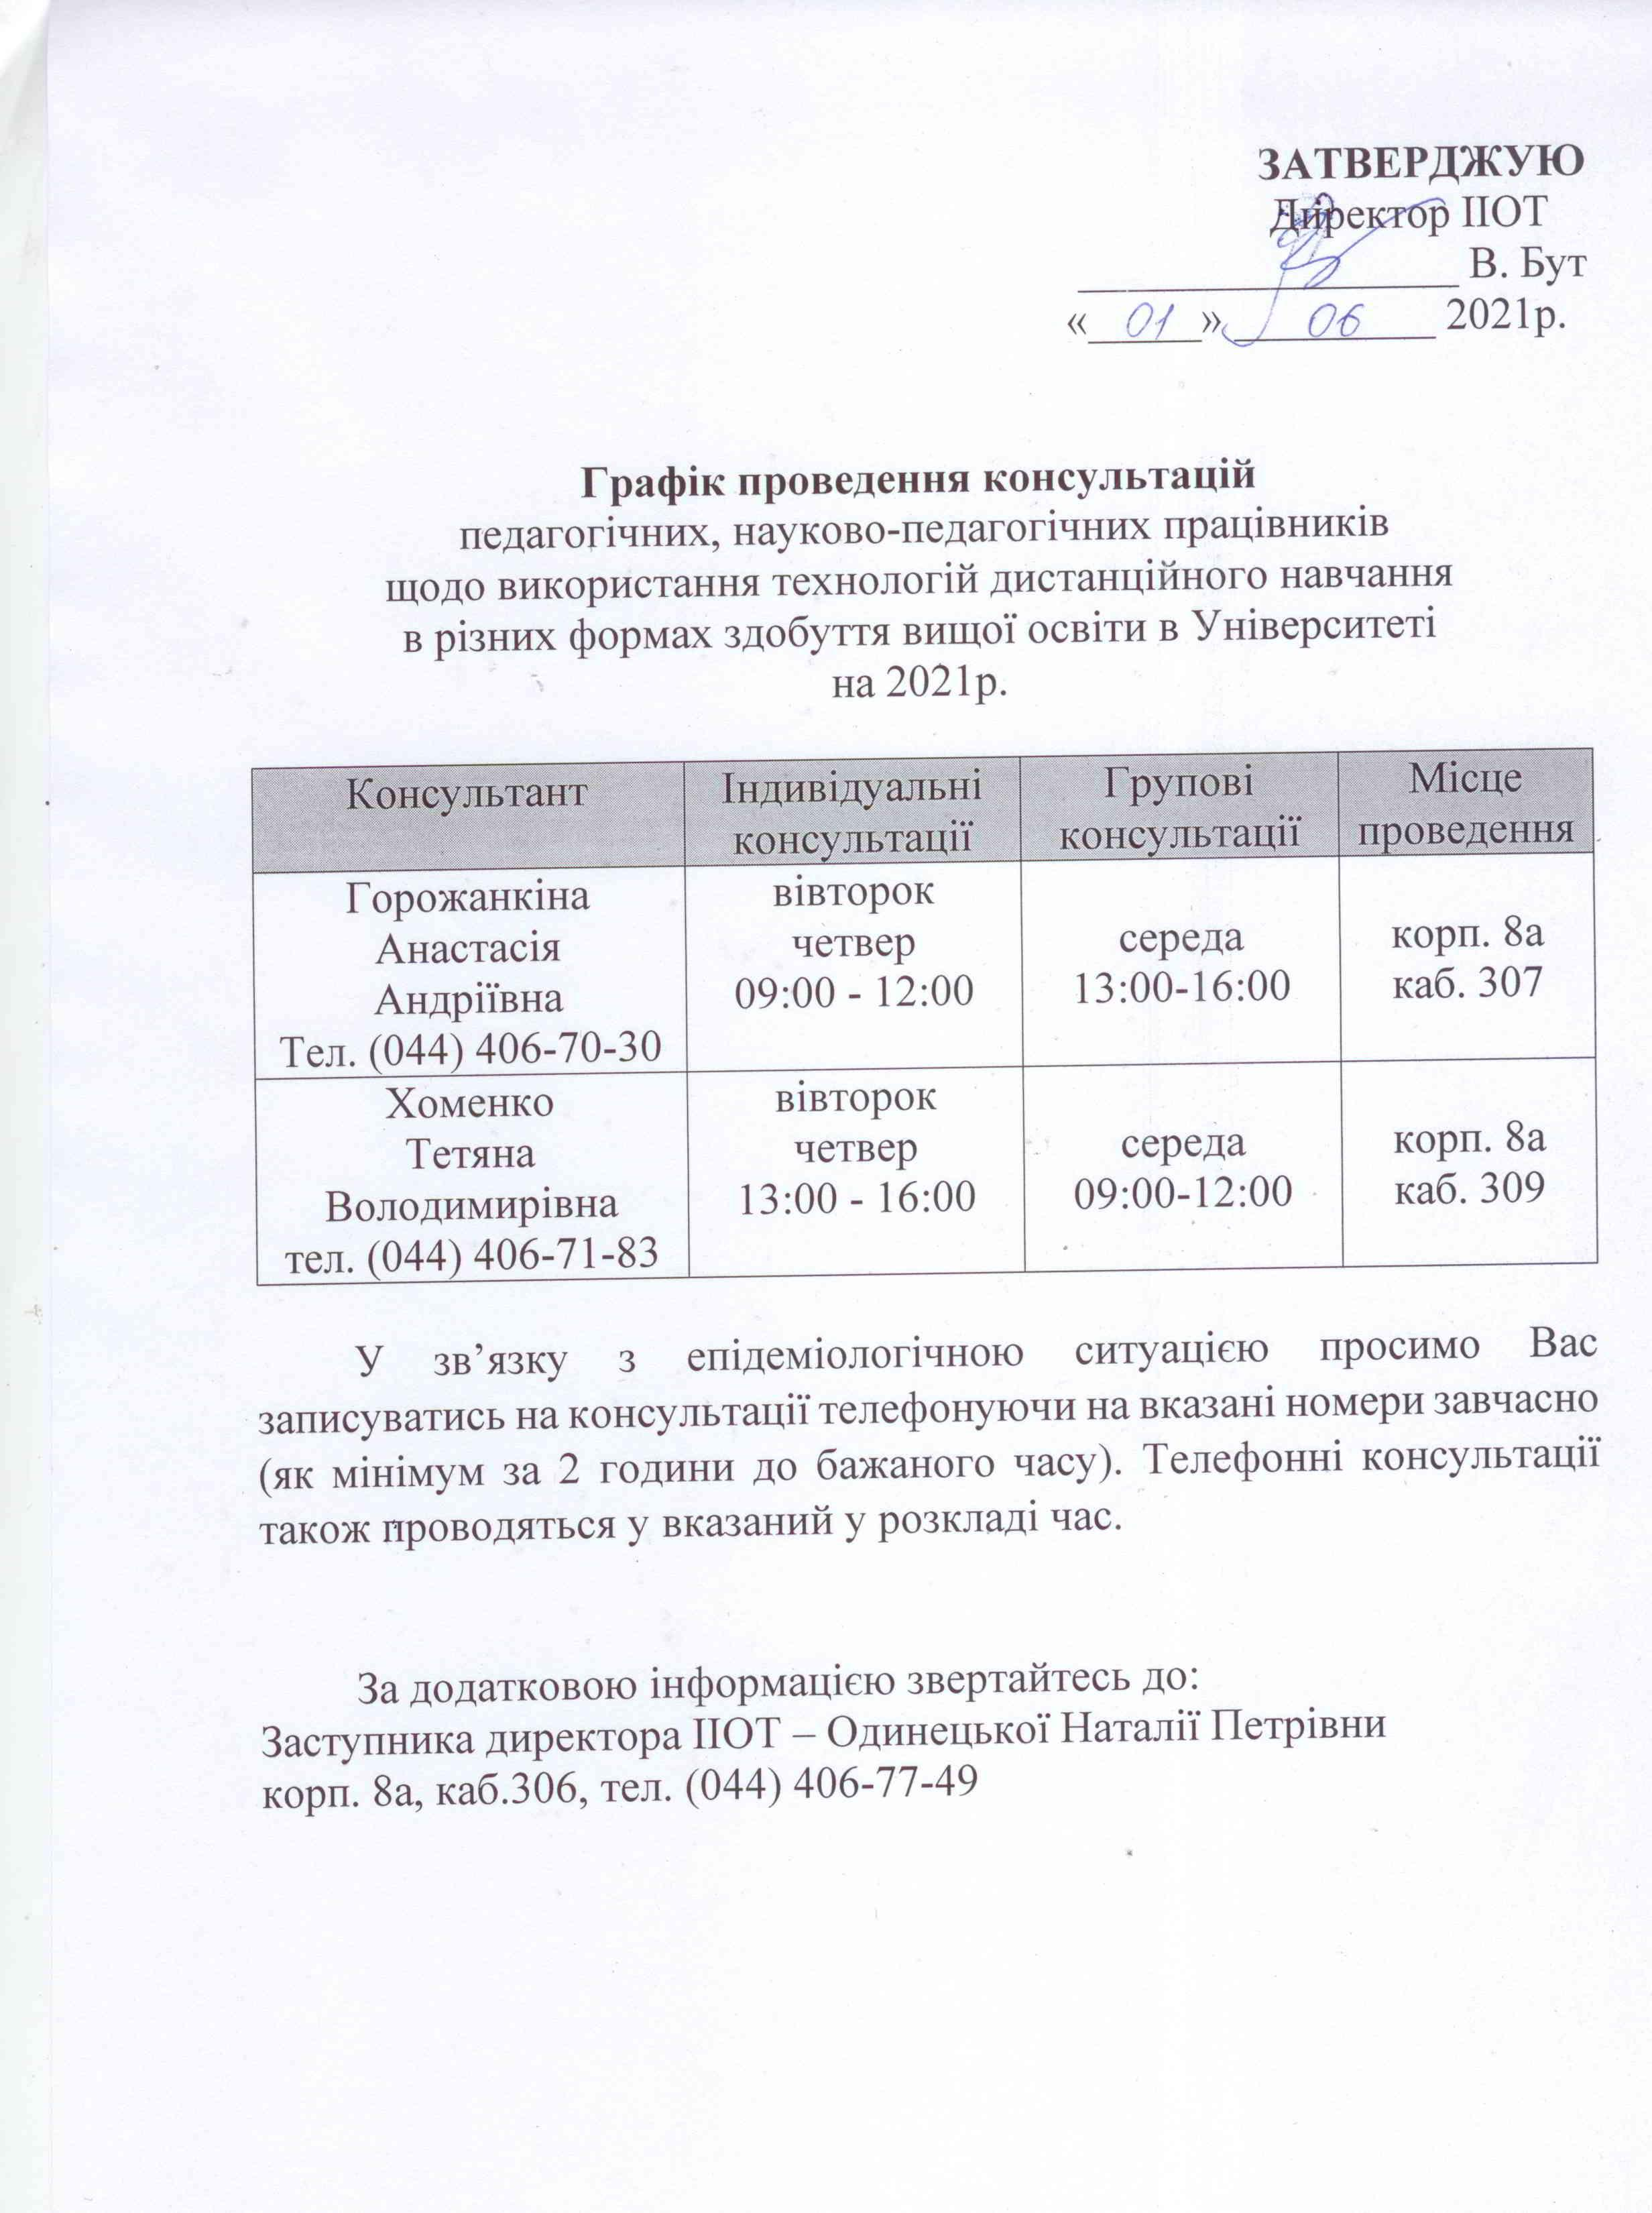 ЗАТВЕРДЖУЮ
Директор ІІОТ
В. Бут
«01» 06 2021р.
Графік проведення консультацій
педагогічних, науково-педагогічних працівників
щодо використання технологій дистанційного навчання
в різних формах здобуття вищої освіти в Університеті
на 2021р.
Консультант
Індивідуальні
консультації
Групові
консультації
Місце
проведення
Горожанкіна
Анастасія
Андріївна
Тел. (044) 406-70-30
вівторок
четвер
09:00 - 12:00
середа
13:00-16:00
корп. 8а
каб. 307
Хоменко
Тетяна
Володимирівна
тел. (044) 406-71-83
вівторок
четвер
13:00 - 16:00
середа
09:00-12:00
корп. 8а
каб. 309
У зв’язку з епідеміологічною ситуацією просимо Вас
записуватись на консультації телефонуючи на вказані номери завчасно
(як мінімум за 2 години до бажаного часу). Телефонні консультації
також проводяться у вказаний у розкладі час.
За додатковою інформацією звертайтесь до:
Заступника директора ІІОТ – Одинецької Наталії Петрівни
корп. 8а, каб.306, тел. (044) 406-77-49